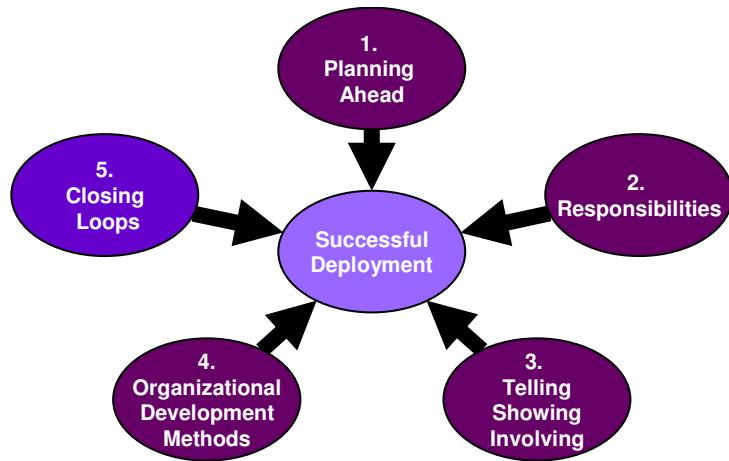 1.
Planning
Ahead
2.
Responsibilities
3.
Telling
Showing
Involving
4.
Organizational
Development
Methods
5.
Closing
Loops
Successful
Deployment